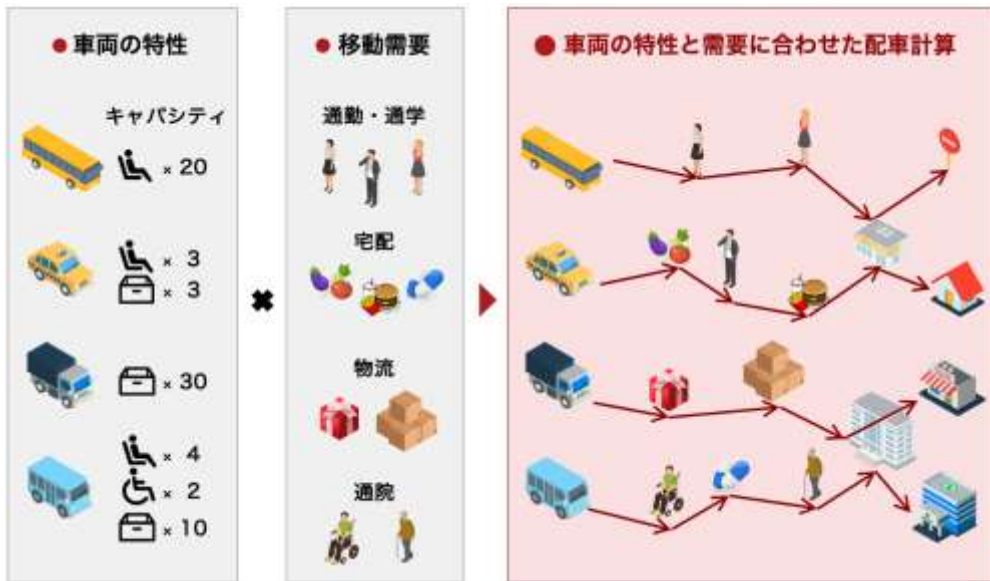 ● 車両の特性
キャパシティ
× 20
× 3
× 3
× 30
× 4
× 2
× 10
● 移動需要
通勤・通学
宅配
物流
通院
● 車両の特性と需要に合わせた配車計算